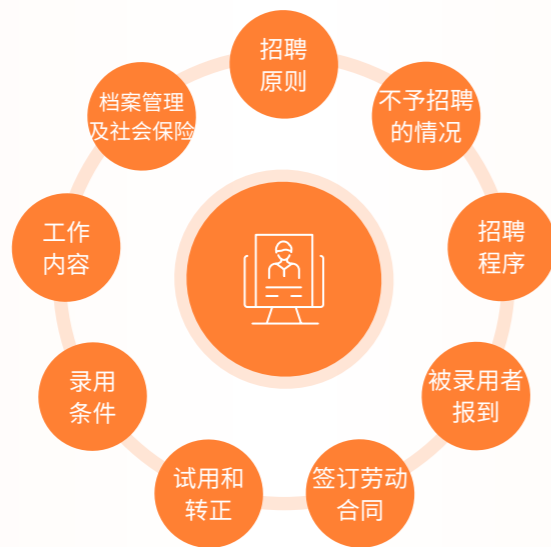 招聘
原则
不予招聘
的情况
招聘
程序
被录用者
报到
签订劳动
合同
试用和
转正
录用
条件
工作
内容
档案管理
及社会保险